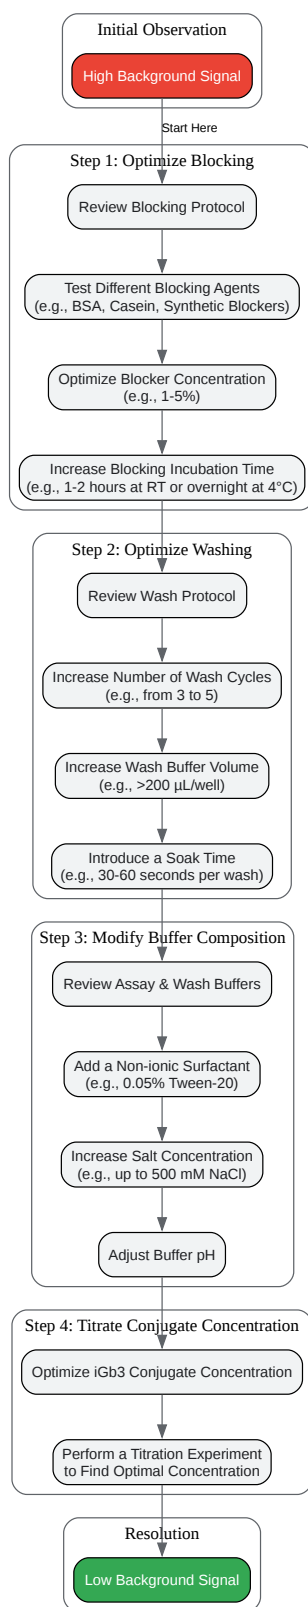 Initial Observation
High Background Signal
Start Here
Step 1: Optimize Blocking
Review Blocking Protocol
Test Different Blocking Agents
(e.g., BSA, Casein, Synthetic Blockers)
Optimize Blocker Concentration
(e.g., 1-5%)
Increase Blocking Incubation Time
(e.g., 1-2 hours at RT or overnight at 4°C)
Step 2: Optimize Washing
Review Wash Protocol
Increase Number of Wash Cycles
(e.g., from 3 to 5)
Increase Wash Buffer Volume
(e.g., >200 µL/well)
Introduce a Soak Time
(e.g., 30-60 seconds per wash)
Step 3: Modify Buffer Composition
Review Assay & Wash Buffers
Add a Non-ionic Surfactant
(e.g., 0.05% Tween-20)
Increase Salt Concentration
(e.g., up to 500 mM NaCl)
Adjust Buffer pH
Step 4: Titrate Conjugate Concentration
Optimize iGb3 Conjugate Concentration
Perform a Titration Experiment
to Find Optimal Concentration
Resolution
Low Background Signal